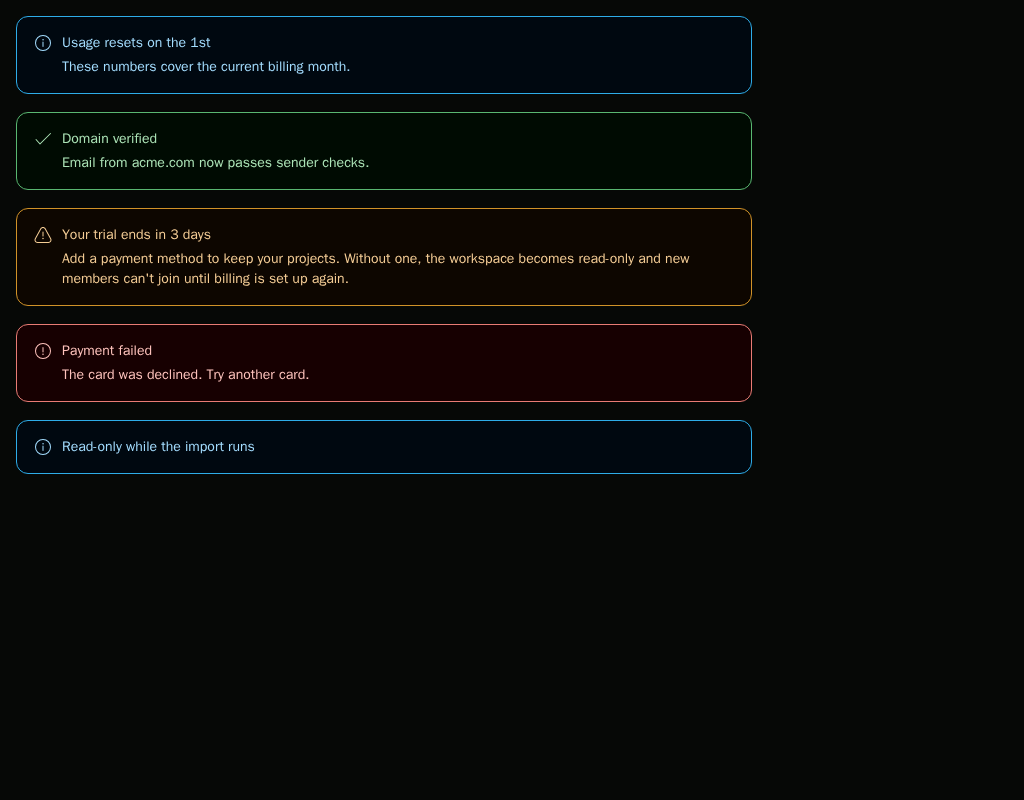 Usage resets on the 1st
These numbers cover the current billing month.
Domain verified
Email from acme.com now passes sender checks.
Your trial ends in 3 days
Add a payment method to keep your projects. Without one, the workspace becomes read-only and new
members can't join until billing is set up again.
Payment failed
The card was declined. Try another card.
Read-only while the import runs